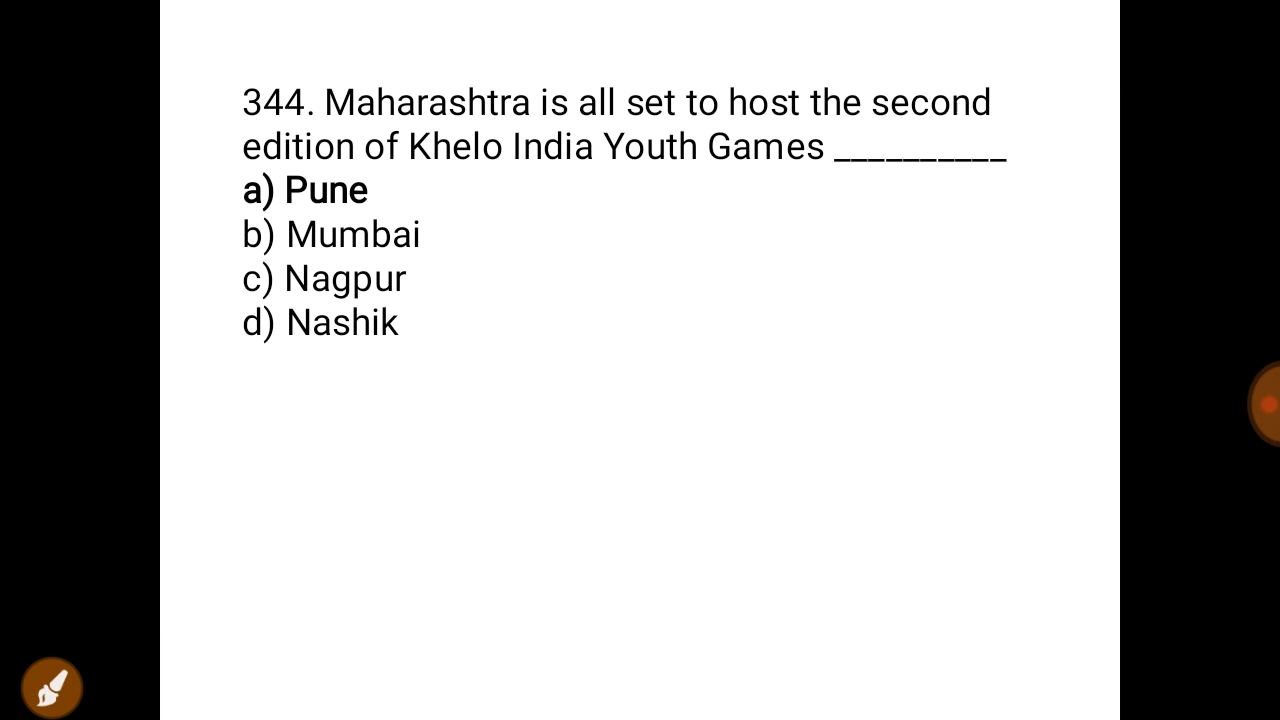 344. Maharashtra is all set to host the second
edition of Khelo India Youth Games __________
a) Pune
b) Mumbai
c) Nagpur
d) Nashik